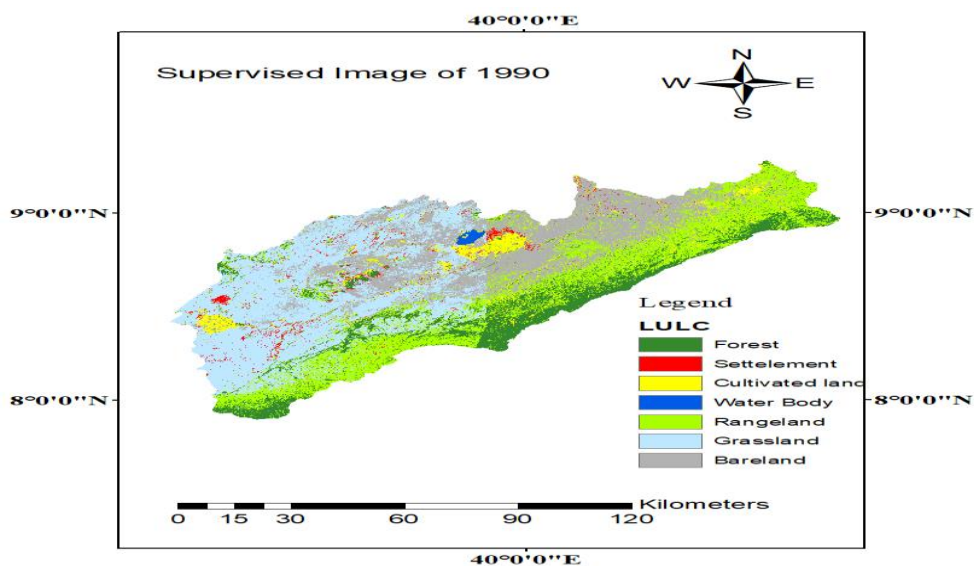 40°0'0"E
Supervised Image of 1990
N
W E
S
9°0'0"N 9°0'0"N
Legend
LULC
Forest
Settelement
Cultivated land
Water Body
Rangeland
Grassland
Bareland
8°0'0"N 8°0'0"N
Kilometers
0 15 30 60 90 120
40°0'0"E